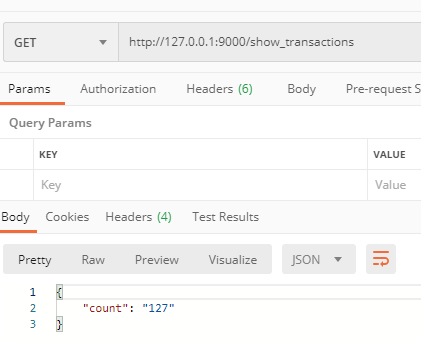 GET http://127.0.0.1:9000/show_transactions
Params Authorization Headers (6) Body Pre-request S
Query Params
KEY VALUE
Key Value
Body Cookies Headers (4) Test Results
Pretty Raw Preview Visualize JSON
1 {
2 "count": "127"
3 }